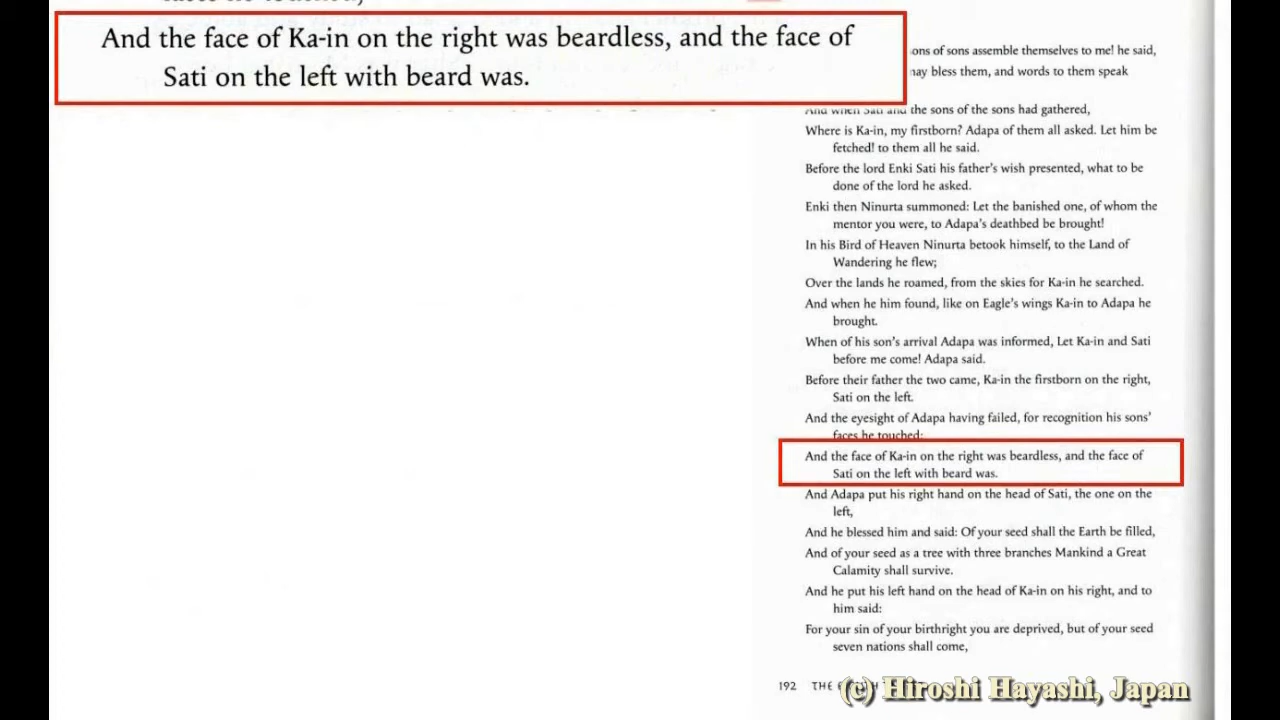 And the face of Ka-in on the right was beardless, and the face of
Sati on the left with beard was.
of sons assemble themselves to me! he said,
bless them, and words to them speak
the sons of the sons had gathered,
Where is Ka-in, my firstborn? Adapa of them all asked. Let him be
fetched! to them all he said.
Before the lord Enki Sati his father's wish presented, what to be
done of the lord he asked.
Enki then Ninurta summoned: Let the banished one, of whom the
mentor you were, to Adapa's deathbed be brought!
In his Bird of Heaven Ninurta betook himself, to the Land of
Wandering he flew;
Over the lands he roamed, from the skies for Ka-in he searched.
And when he him found, like on Eagle's wings Ka-in to Adapa he
brought.
When of his son's arrival Adapa was informed, Let Ka-in and Sati
before me come! Adapa said.
Before their father the two came, Ka-in the firstborn on the right,
Sati on the left.
And the eyesight of Adapa having failed, for recognition his sons'
faces he touched;
And the face of Ka-in on the right was beardless, and the face of
Sati on the left with beard was.
And Adapa put his right hand on the head of Sati, the one on the
left,
And he blessed him and said: Of your seed shall the Earth be filled,
And of your seed as a tree with three branches Mankind a Great
Calamity shall survive.
And he put his left hand on the head of Ka-in on his right, and to
him said:
For your sin of your birthright you are deprived, but of your seed
seven nations shall come,
192 THE
(c) Hiroshi Hayashi, Japan